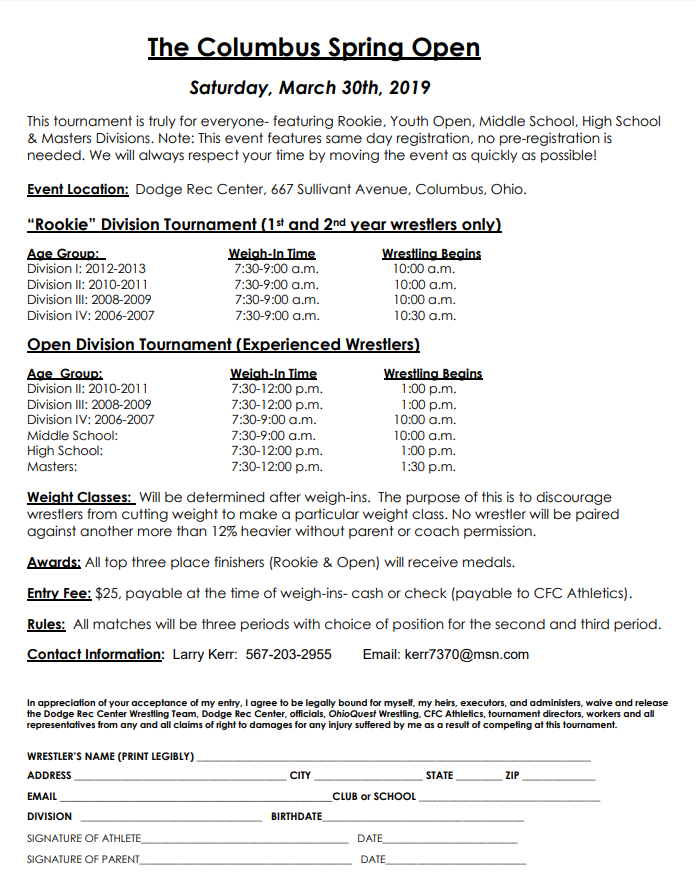 The Columbus Spring Open
Saturday, March 30th, 2019
This tournament is truly for everyone- featuring Rookie, Youth Open, Middle School, High School
& Masters Divisions. Note: This event features same day registration, no pre-registration is
needed. We will always respect your time by moving the event as quickly as possible!
Event Location: Dodge Rec Center, 667 Sullivant Avenue, Columbus, Ohio.
“Rookie” Division Tournament (1st and 2nd year wrestlers only)
Age Group: Weigh-In Time Wrestling Begins
Division I: 2012-2013 7:30-9:00 a.m. 10:00 a.m.
Division II: 2010-2011 7:30-9:00 a.m. 10:00 a.m.
Division III: 2008-2009 7:30-9:00 a.m. 10:00 a.m.
Division IV: 2006-2007 7:30-9:00 a.m. 10:30 a.m.
Open Division Tournament (Experienced Wrestlers)
Age Group: Weigh-In Time Wrestling Begins
Division II: 2010-2011 7:30-12:00 p.m. 1:00 p.m.
Division III: 2008-2009 7:30-12:00 p.m. 1:00 p.m.
Division IV: 2006-2007 7:30-9:00 a.m. 10:00 a.m.
Middle School: 7:30-9:00 a.m. 10:00 a.m.
High School: 7:30-12:00 p.m. 1:00 p.m.
Masters: 7:30-12:00 p.m. 1:30 p.m.
Weight Classes: Will be determined after weigh-ins. The purpose of this is to discourage
wrestlers from cutting weight to make a particular weight class. No wrestler will be paired
against another more than 12% heavier without parent or coach permission.
Awards: All top three place finishers (Rookie & Open) will receive medals.
Entry Fee: $25, payable at the time of weigh-ins- cash or check (payable to CFC Athletics).
Rules: All matches will be three periods with choice of position for the second and third period.
Contact Information: Larry Kerr: 567-203-2955 Email: kerr7370@msn.com
In appreciation of your acceptance of my entry, I agree to be legally bound for myself, my heirs, executors, and administers, waive and release
the Dodge Rec Center Wrestling Team, Dodge Rec Center, officials, OhioQuest Wrestling, CFC Athletics, tournament directors, workers and all
representatives from any and all claims of right to damages for any injury suffered by me as a result of competing at this tournament.
WRESTLER'S NAME (PRINT LEGIBLY) ____________________
ADDRESS ____________________ CITY ____________________ STATE __________ ZIP __________
EMAIL ____________________CLUB or SCHOOL ____________________
DIVISION ____________________ BIRTHDATE____________________
SIGNATURE OF ATHLETE____________________ DATE____________________
SIGNATURE OF PARENT____________________ DATE____________________